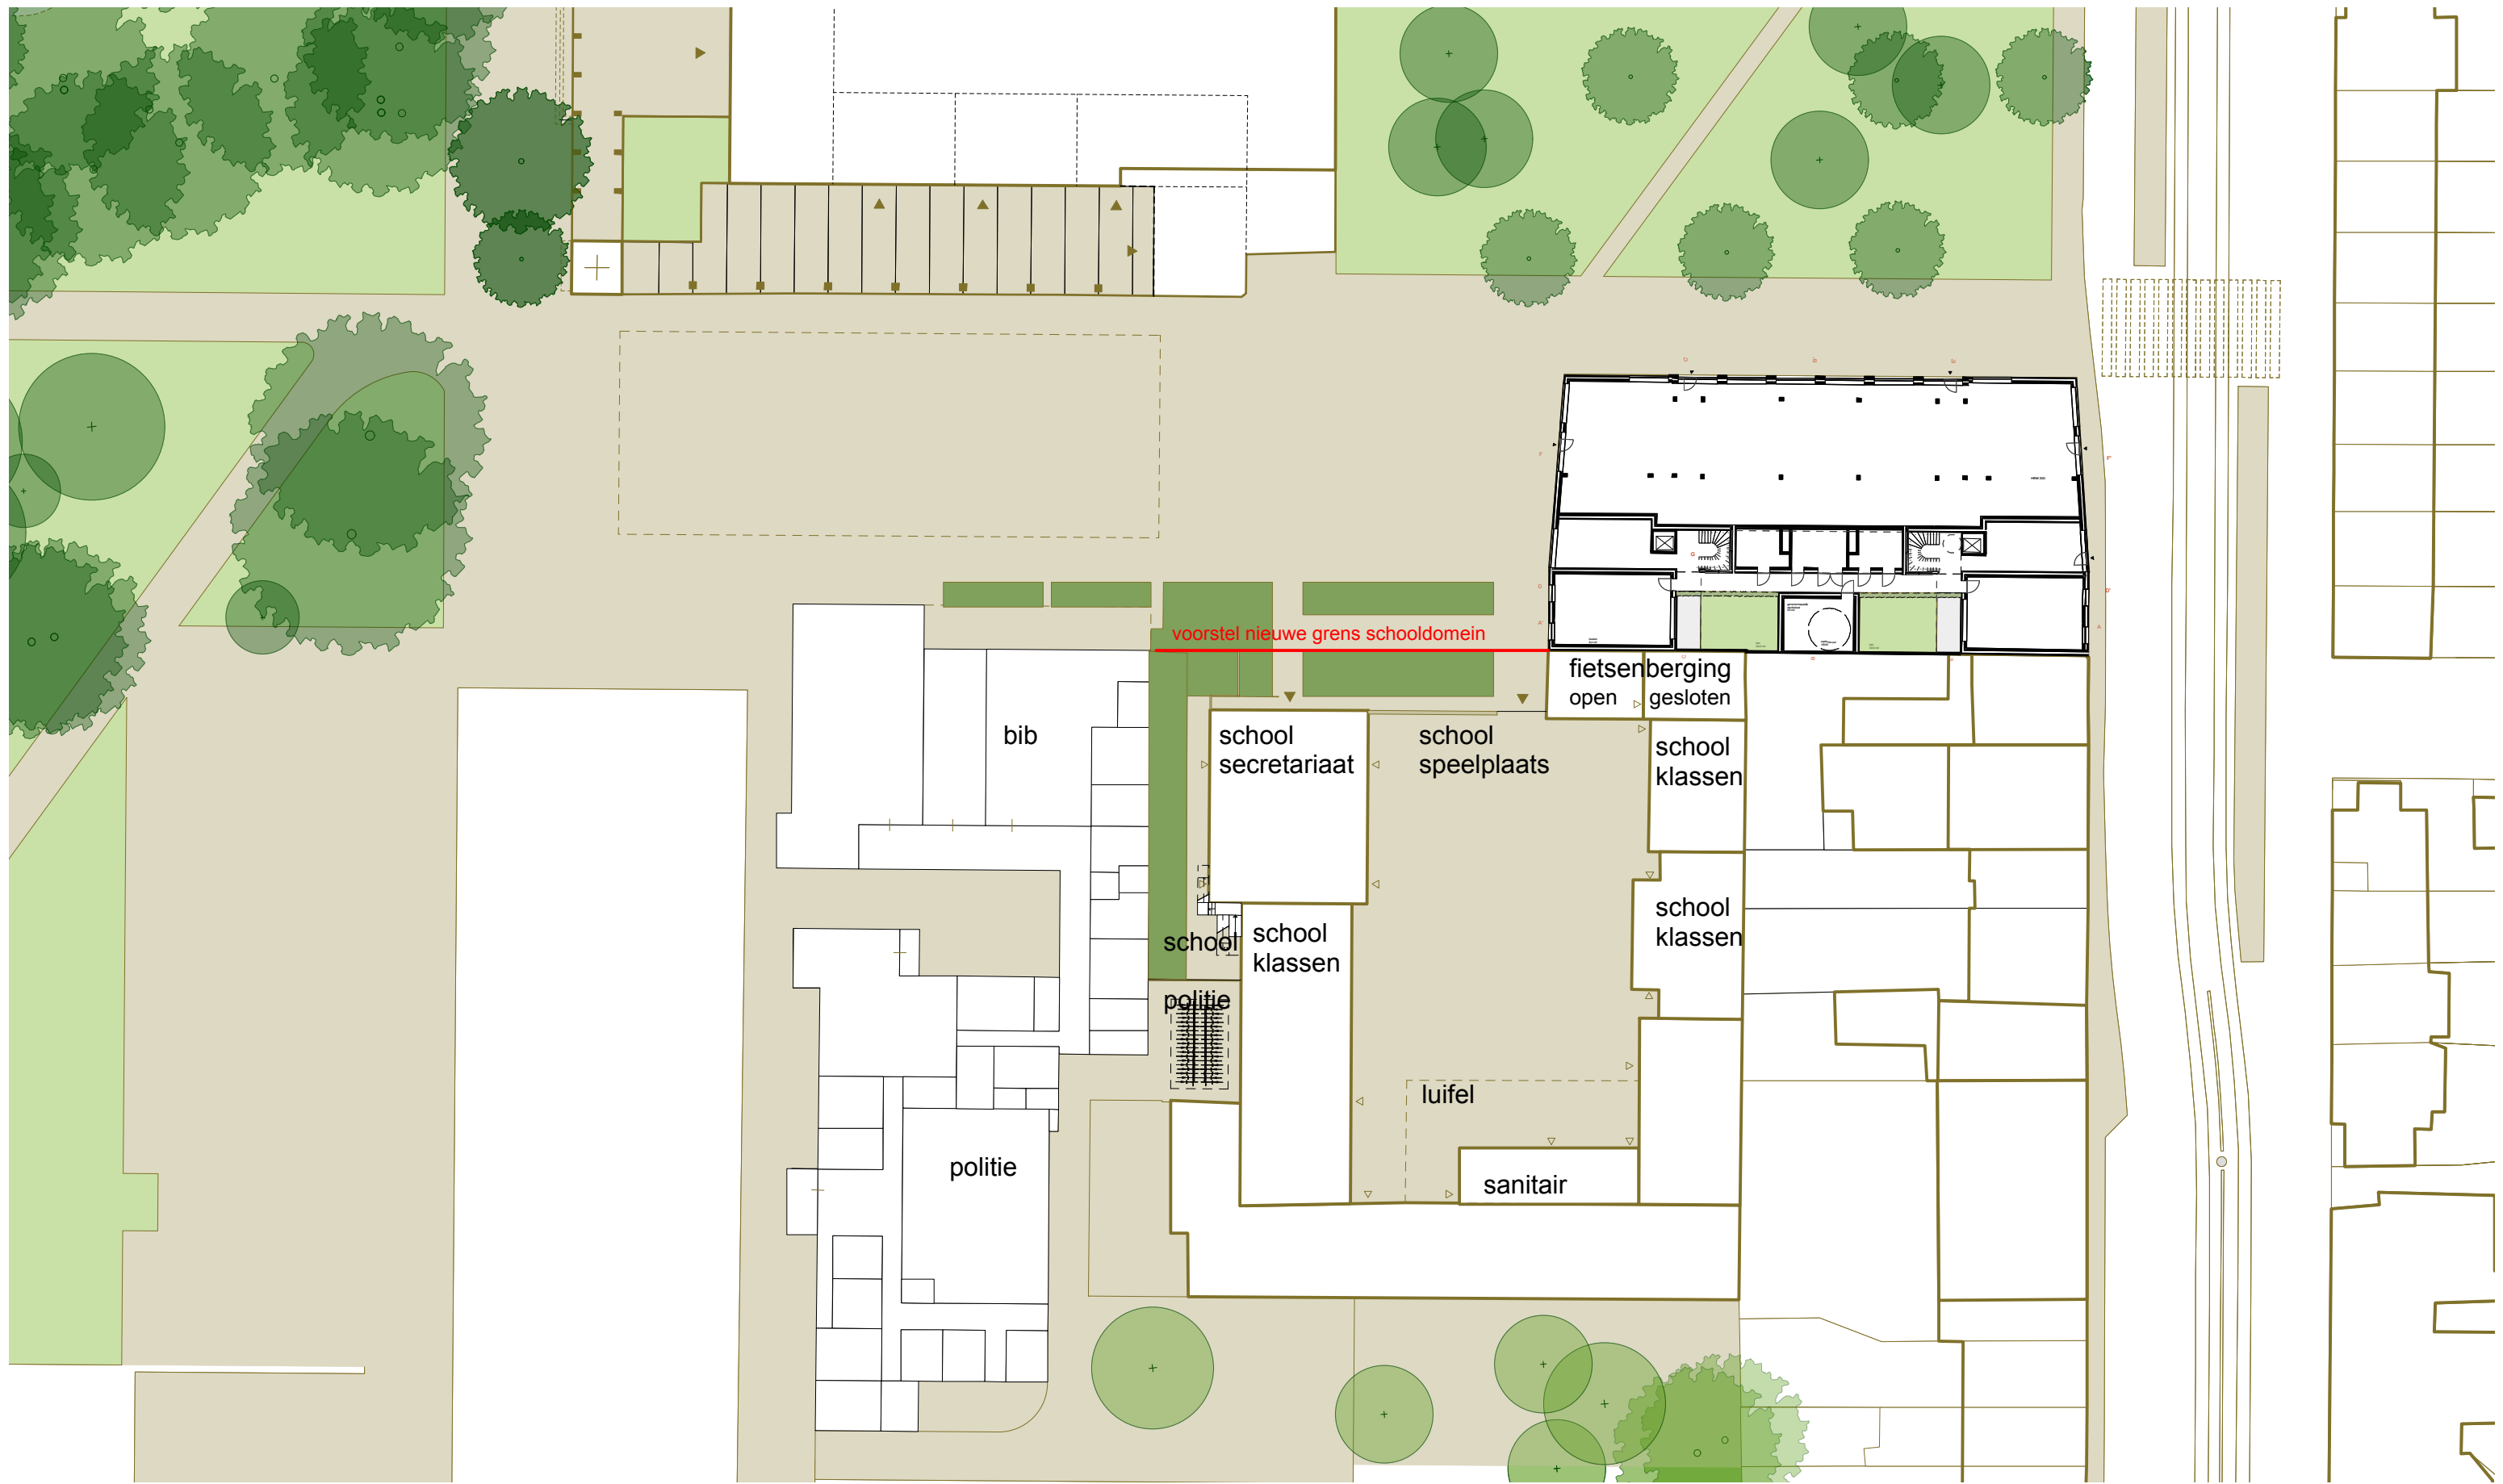 voorstel nieuwe grens schooldomein
fietsenberging
open gesloten
bib
school
secretariaat
school
speelplaats
school
klassen
school
klassen
school
school
klassen
politie
luifel
politie
sanitair